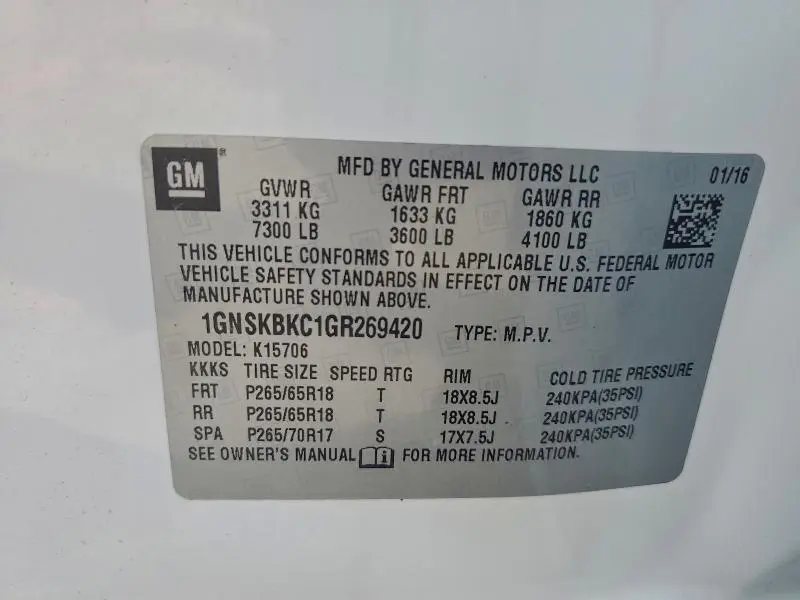 GM®
MFD BY GENERAL MOTORS LLC 01/16
GVWR GAWR FRT GAWR RR
3311 KG 1633 KG 1860 KG
7300 LB 3600 LB 4100 LB
THIS VEHICLE CONFORMS TO ALL APPLICABLE U.S. FEDERAL MOTOR
VEHICLE SAFETY STANDARDS IN EFFECT ON THE DATE OF
MANUFACTURE SHOWN ABOVE.
1GNSKBKC1GR269420 TYPE: M.P.V.
MODEL: K15706
KKKS TIRE SIZE SPEED RTG RIM COLD TIRE PRESSURE
FRT P265/65R18 T 18X8.5J 240KPA(35PSI)
RR P265/65R18 T 18X8.5J 240KPA(35PSI)
SPA P265/70R17 S 17X7.5J 240KPA(35PSI)
SEE OWNER'S MANUAL FOR MORE INFORMATION.